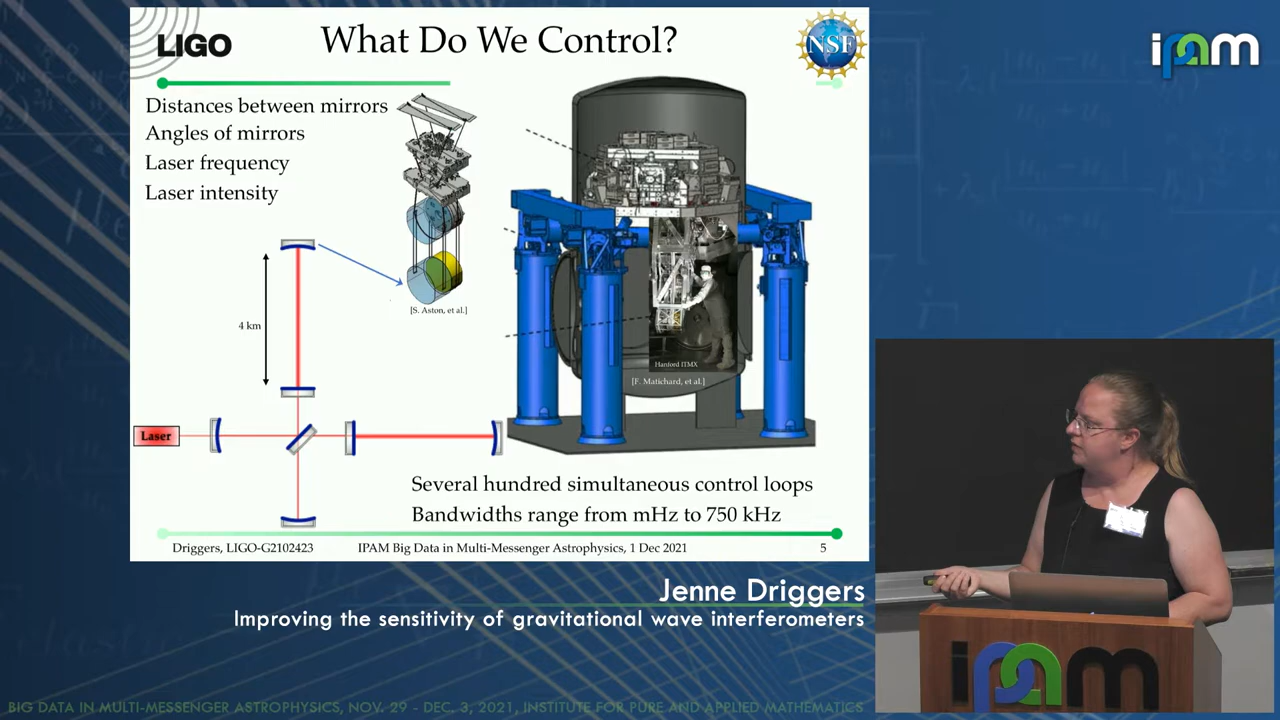 LIGO
What Do We Control?
NSF
ipam
Distances between mirrors
Angles of mirrors
Laser frequency
Laser intensity
[S. Aston, et al.]
4 km
Hanford ITMX
[F. Matichard, et al.]
Laser
Several hundred simultaneous control loops
Bandwidths range from mHz to 750 kHz
Driggers, LIGO-G2102423
IPAM Big Data in Multi-Messenger Astrophysics, 1 Dec 2021
5
Jenne Driggers
Improving the sensitivity of gravitational wave interferometers
ipam
BIG DATA IN MULTI-MESSENGER ASTROPHYSICS, NOV. 29 - DEC. 3, 2021, INSTITUTE FOR PURE AND APPLIED MATHEMATICS